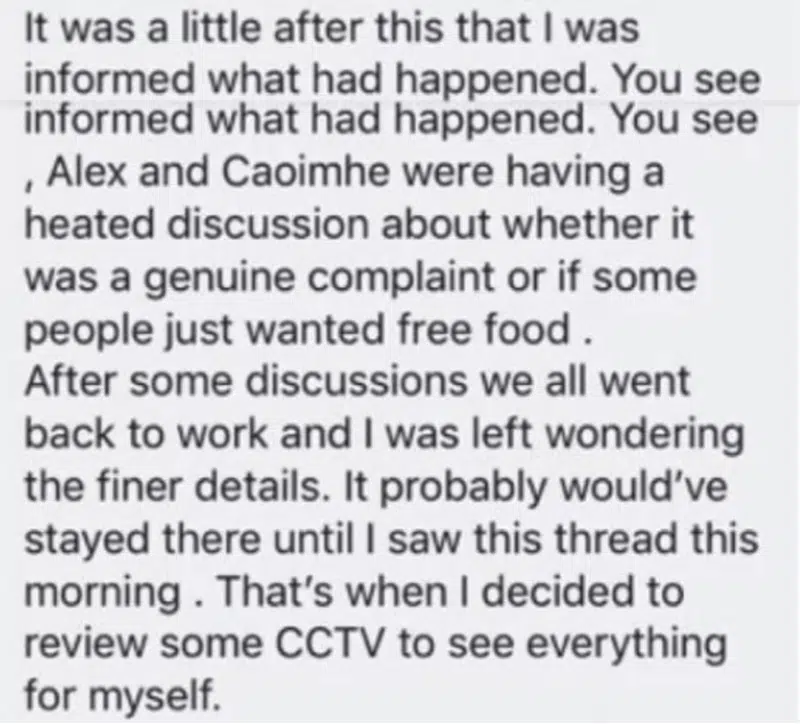 It was a little after this that I was
informed what had happened. You see
informed what had happened. You see
, Alex and Caoimhe were having a
heated discussion about whether it
was a genuine complaint or if some
people just wanted free food .
After some discussions we all went
back to work and I was left wondering
the finer details. It probably would’ve
stayed there until I saw this thread this
morning . That’s when I decided to
review some CCTV to see everything
for myself.